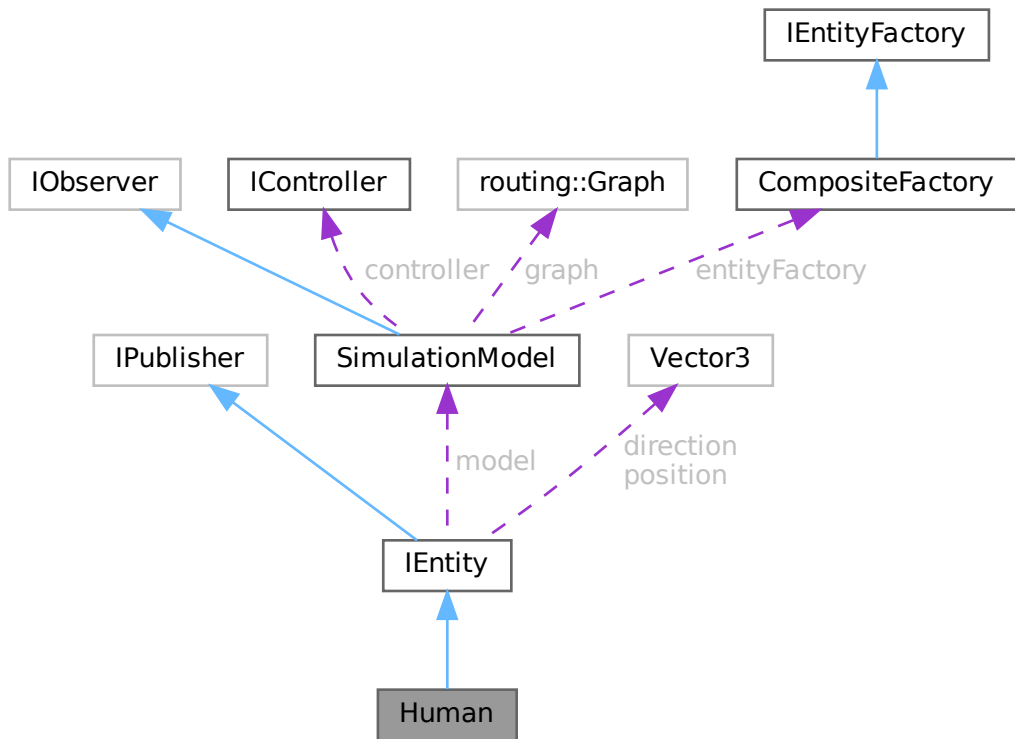 IEntityFactory
IObserver
IController
routing::Graph
CompositeFactory
controller
graph
entityFactory
IPublisher
SimulationModel
Vector3
model
direction
position
IEntity
Human